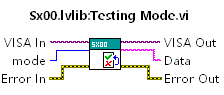 Sx00.lvlib:Testing Mode.vi
VISA In
SX00
VISA Out
mode
Data
Error In
Error Out